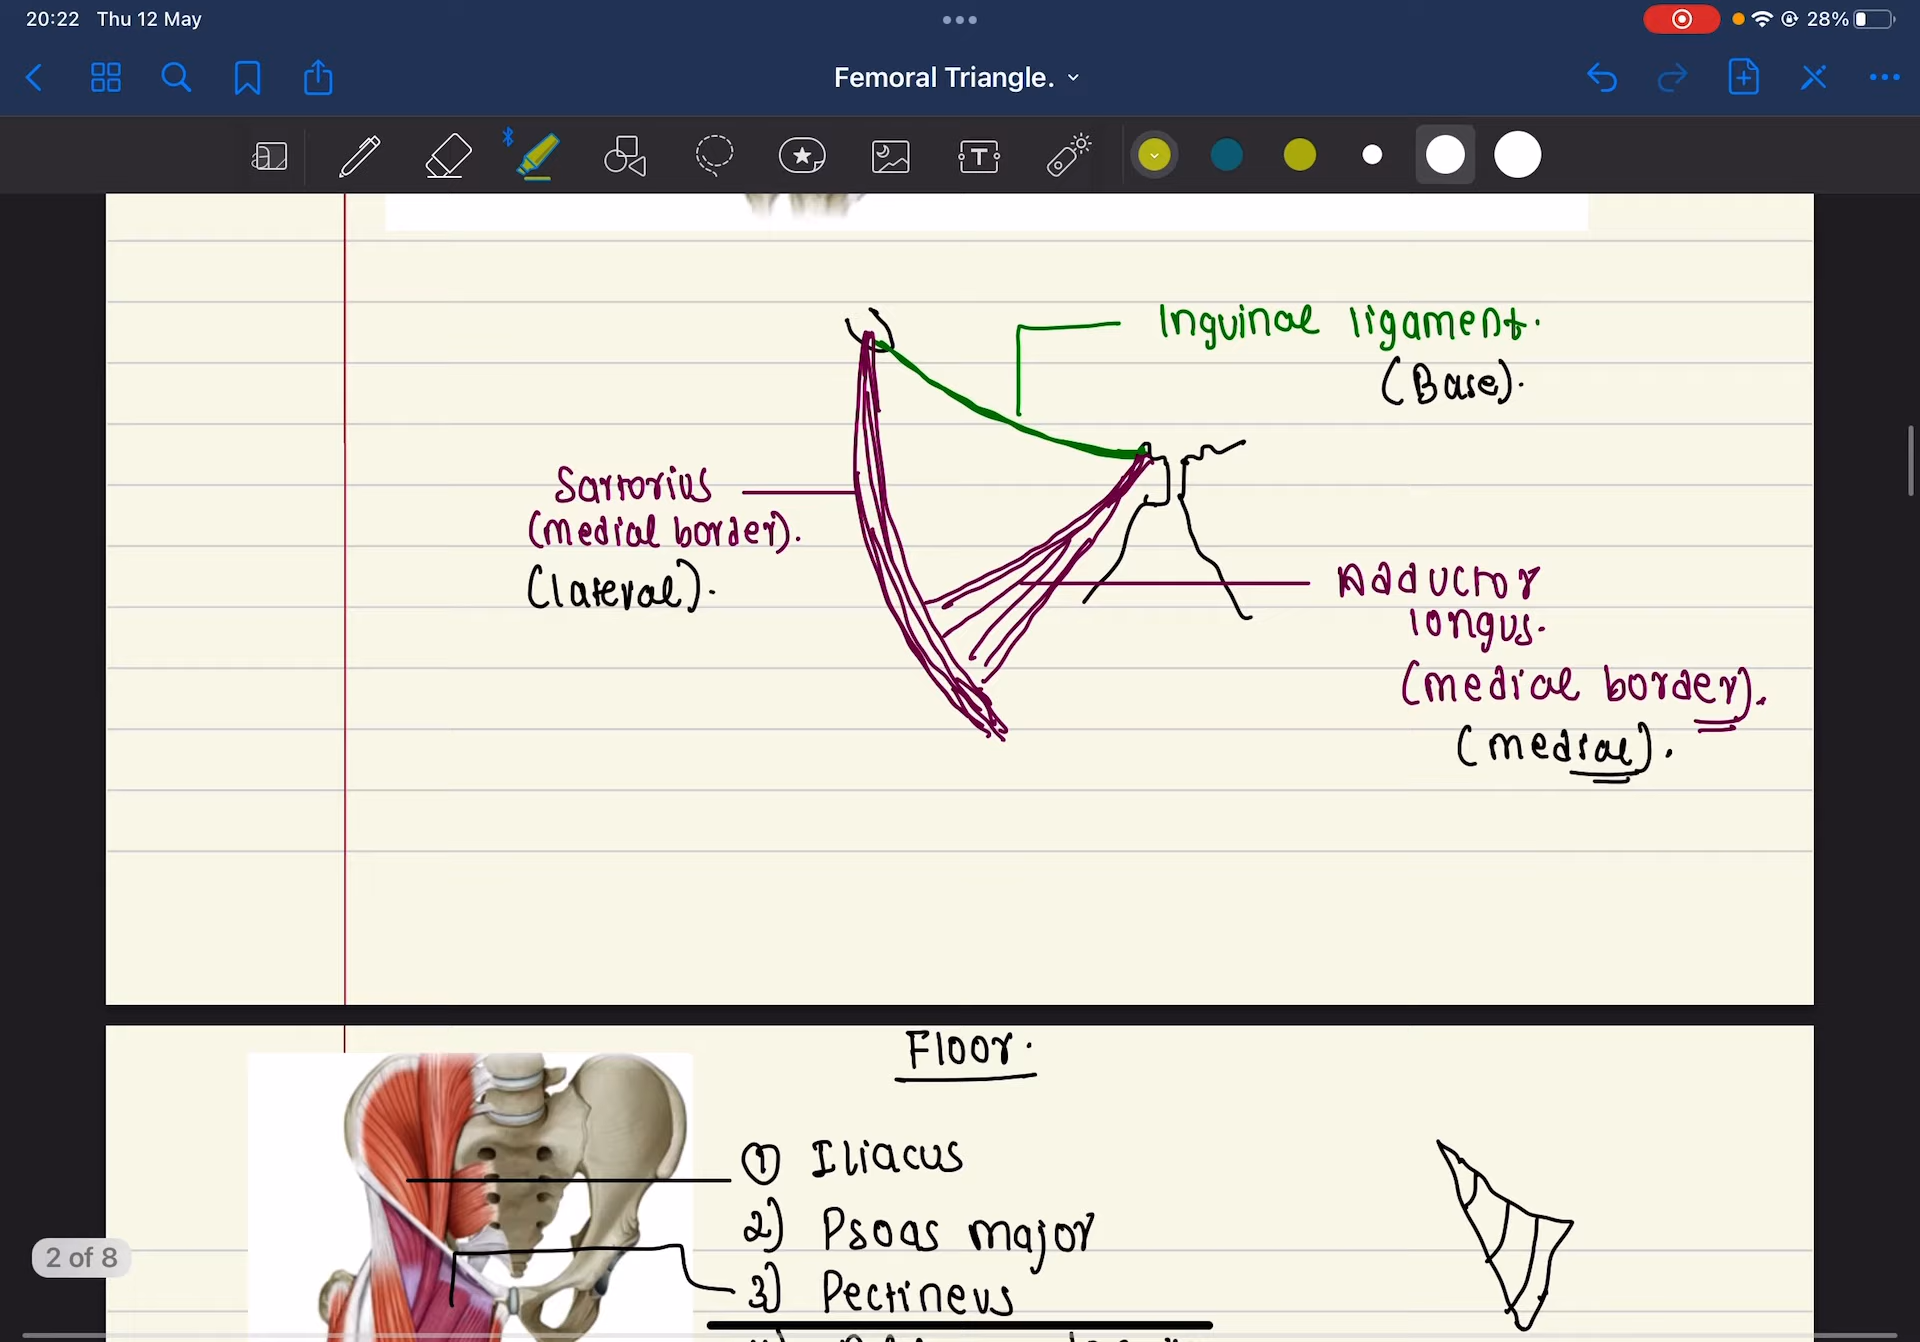 20:22 Thu 12 May
28%
Femoral Triangle.
T
Inguinal ligament.
(Base).
Sartorius
(medial border).
(lateral).
Adductor
longus.
(medial border).
(medial).
Floor.
① Iliacus
2) Psoas major
3) Pectineus
2 of 8